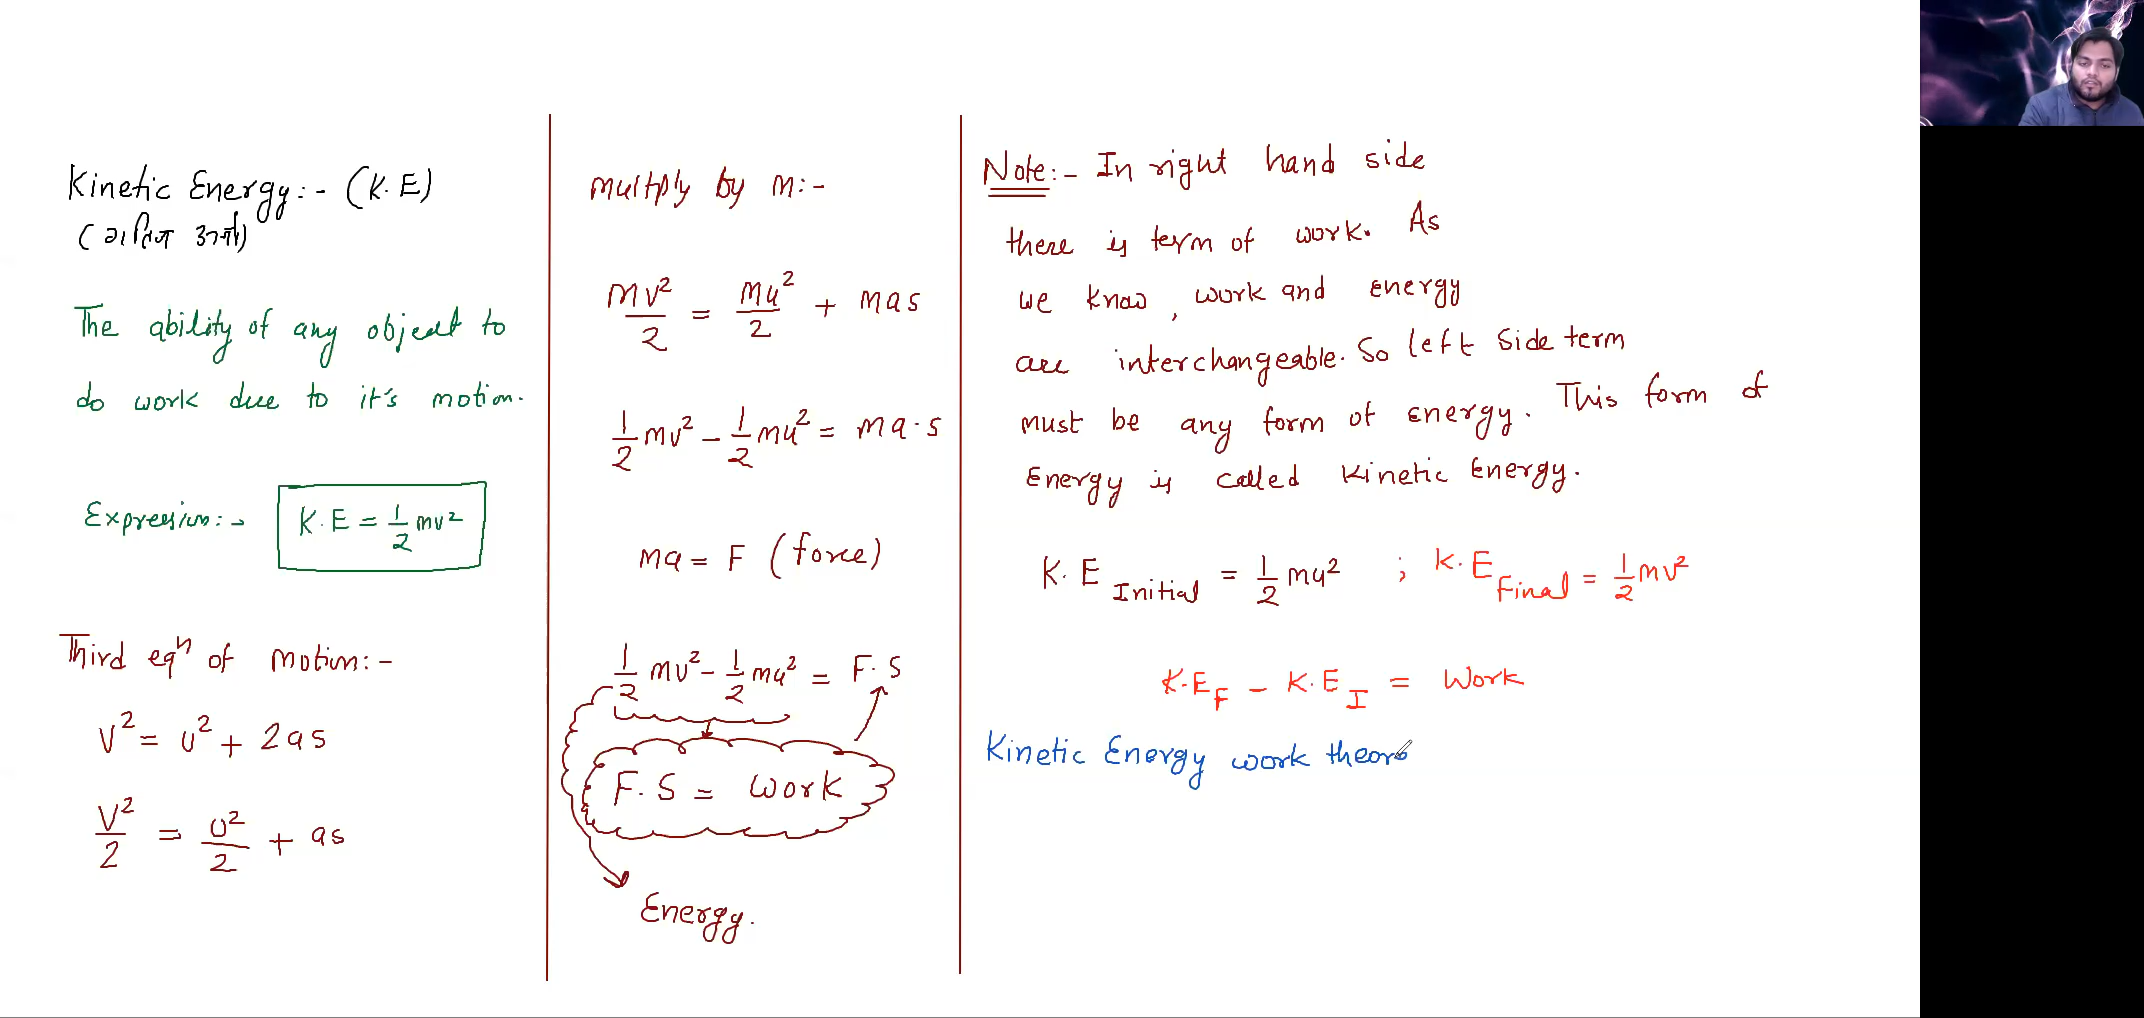 Kinetic Energy:- (K.E)
(गतिज ऊर्जा)
The ability of any object to
do work due to it's motion.
Expression:→ K.E = 1/2 mv²
Third eqⁿ of motion:-
V² = u² + 2as
V²/2 = u²/2 + as
multiply by m:-
mv²/2 = mu²/2 + mas
1/2 mv² - 1/2 mu² = ma·s
ma = F (force)
1/2 mv² - 1/2 mu² = F.S
F.S = work
Energy.
Note:- In right hand side
there is term of work. As
we know, work and energy
are interchangeable. So left side term
must be any form of energy. This form of
Energy is called Kinetic Energy.
K.E Initial = 1/2 mu² ; K.E Final = 1/2 mv²
K.E_F - K.E_I = Work
Kinetic Energy work theore